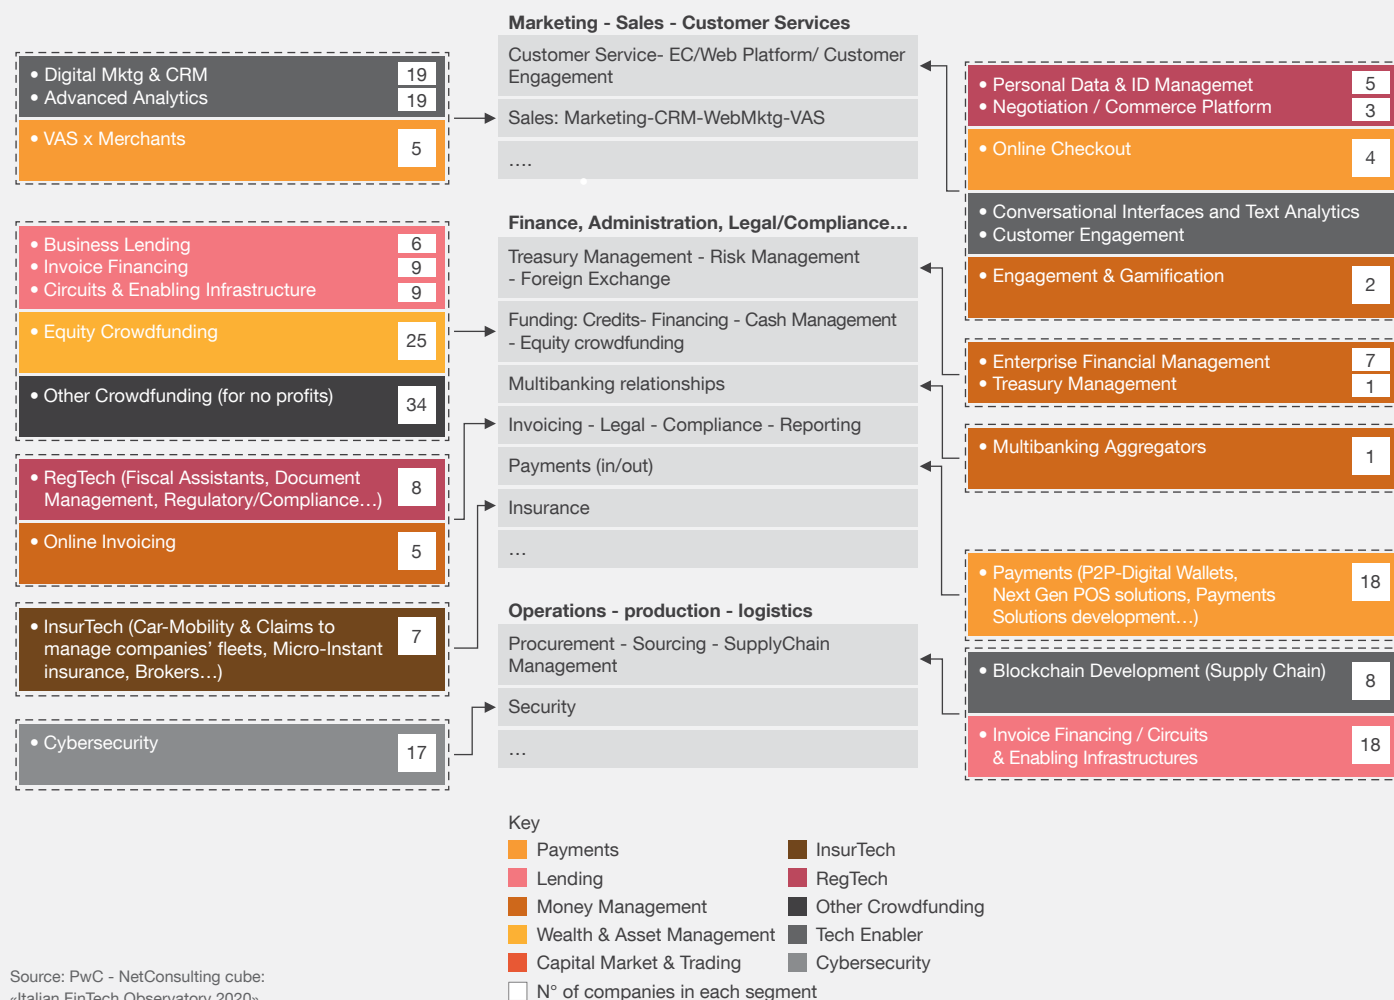 Marketing - Sales - Customer Services
Customer Service- EC/Web Platform/ Customer
Engagement
Sales: Marketing-CRM-WebMktg-VAS
....
• Digital Mktg & CRM 19
• Advanced Analytics 19
• VAS x Merchants 5
• Personal Data & ID Managemet 5
• Negotiation / Commerce Platform 3
• Online Checkout 4
• Conversational Interfaces and Text Analytics
• Customer Engagement
• Engagement & Gamification 2
Finance, Administration, Legal/Compliance...
Treasury Management - Risk Management
- Foreign Exchange
Funding: Credits- Financing - Cash Management
- Equity crowdfunding
Multibanking relationships
Invoicing - Legal - Compliance - Reporting
Payments (in/out)
Insurance
...
• Business Lending 6
• Invoice Financing 9
• Circuits & Enabling Infrastructure 9
• Equity Crowdfunding 25
• Other Crowdfunding (for no profits) 34
• RegTech (Fiscal Assistants, Document
Management, Regulatory/Compliance...) 8
• Online Invoicing 5
• InsurTech (Car-Mobility & Claims to
manage companies' fleets, Micro-Instant 7
insurance, Brokers...)
• Enterprise Financial Management 7
• Treasury Management 1
• Multibanking Aggregators 1
• Payments (P2P-Digital Wallets,
Next Gen POS solutions, Payments 18
Solutions development...)
Operations - production - logistics
Procurement - Sourcing - SupplyChain
Management
Security
...
• Cybersecurity 17
• Blockchain Development (Supply Chain) 8
• Invoice Financing / Circuits
& Enabling Infrastructures 18
Key
Payments
Lending
Money Management
Wealth & Asset Management
Capital Market & Trading
InsurTech
RegTech
Other Crowdfunding
Tech Enabler
Cybersecurity
N° of companies in each segment
Source: PwC - NetConsulting cube:
«Italian FinTech Observatory 2020»